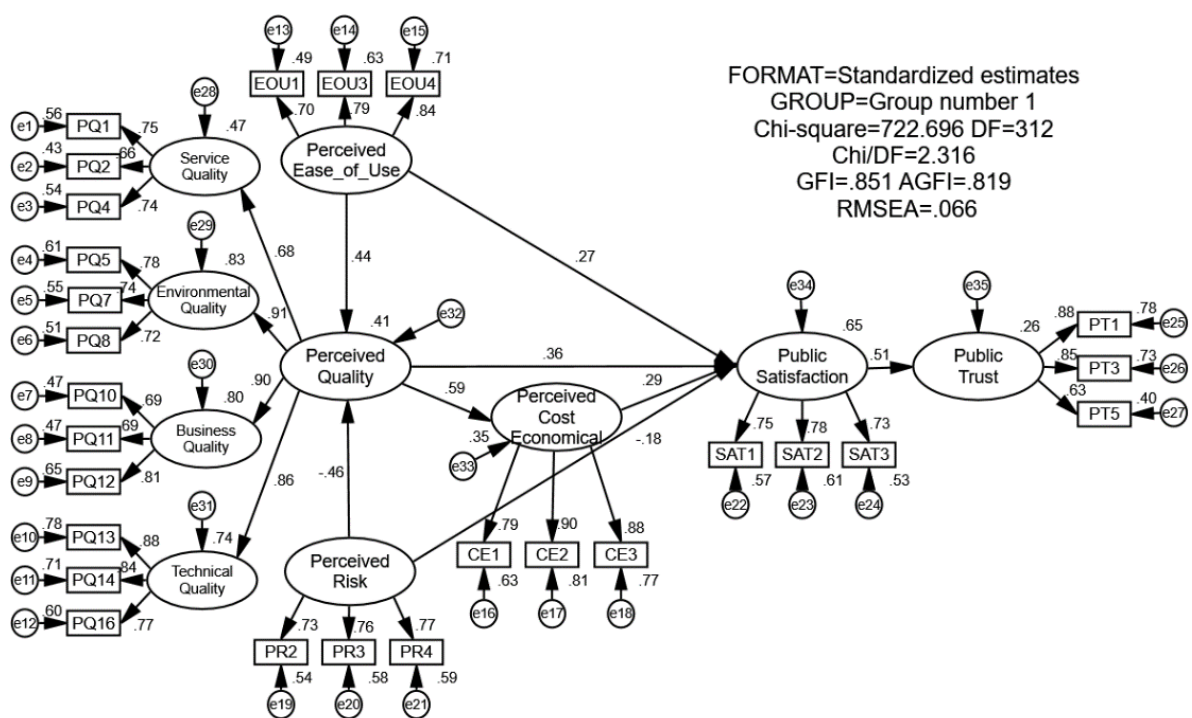 e13
e14
e15
.49
.63
.71
EOU1
EOU3
EOU4
.70
.79
.84
FORMAT=Standardized estimates
GROUP=Group number 1
Chi-square=722.696 DF=312
Chi/DF=2.316
GFI=.851 AGFI=.819
RMSEA=.066
e28
.47
e1
.56
PQ1
.75
e2
.43
PQ2
.66
e3
.54
PQ4
.74
Service
Quality
Perceived
Ease_of_Use
e29
.83
e4
.61
PQ5
.78
e5
.55
PQ7
.74
e6
.51
PQ8
.72
Environmental
Quality
.68
.44
.27
.91
e32
.41
Perceived
Quality
e30
.80
e7
.47
PQ10
.69
e8
.47
PQ11
.69
e9
.65
PQ12
.81
Business
Quality
.90
.36
.59
.29
-.18
e34
.65
Public
Satisfaction
.51
e35
.26
Public
Trust
.88
PT1
.78
e25
.85
PT3
.73
e26
.63
PT5
.40
e27
Perceived
Cost
Economical
.35
e33
.75
.78
.73
SAT1
SAT2
SAT3
.57
.61
.53
e22
e23
e24
.86
-.46
e31
.74
e10
.78
PQ13
.88
e11
.71
PQ14
.84
e12
.60
PQ16
.77
Technical
Quality
Perceived
Risk
.79
.90
.88
CE1
CE2
CE3
.63
.81
.77
e16
e17
e18
.73
.76
.77
PR2
PR3
PR4
.54
.58
.59
e19
e20
e21